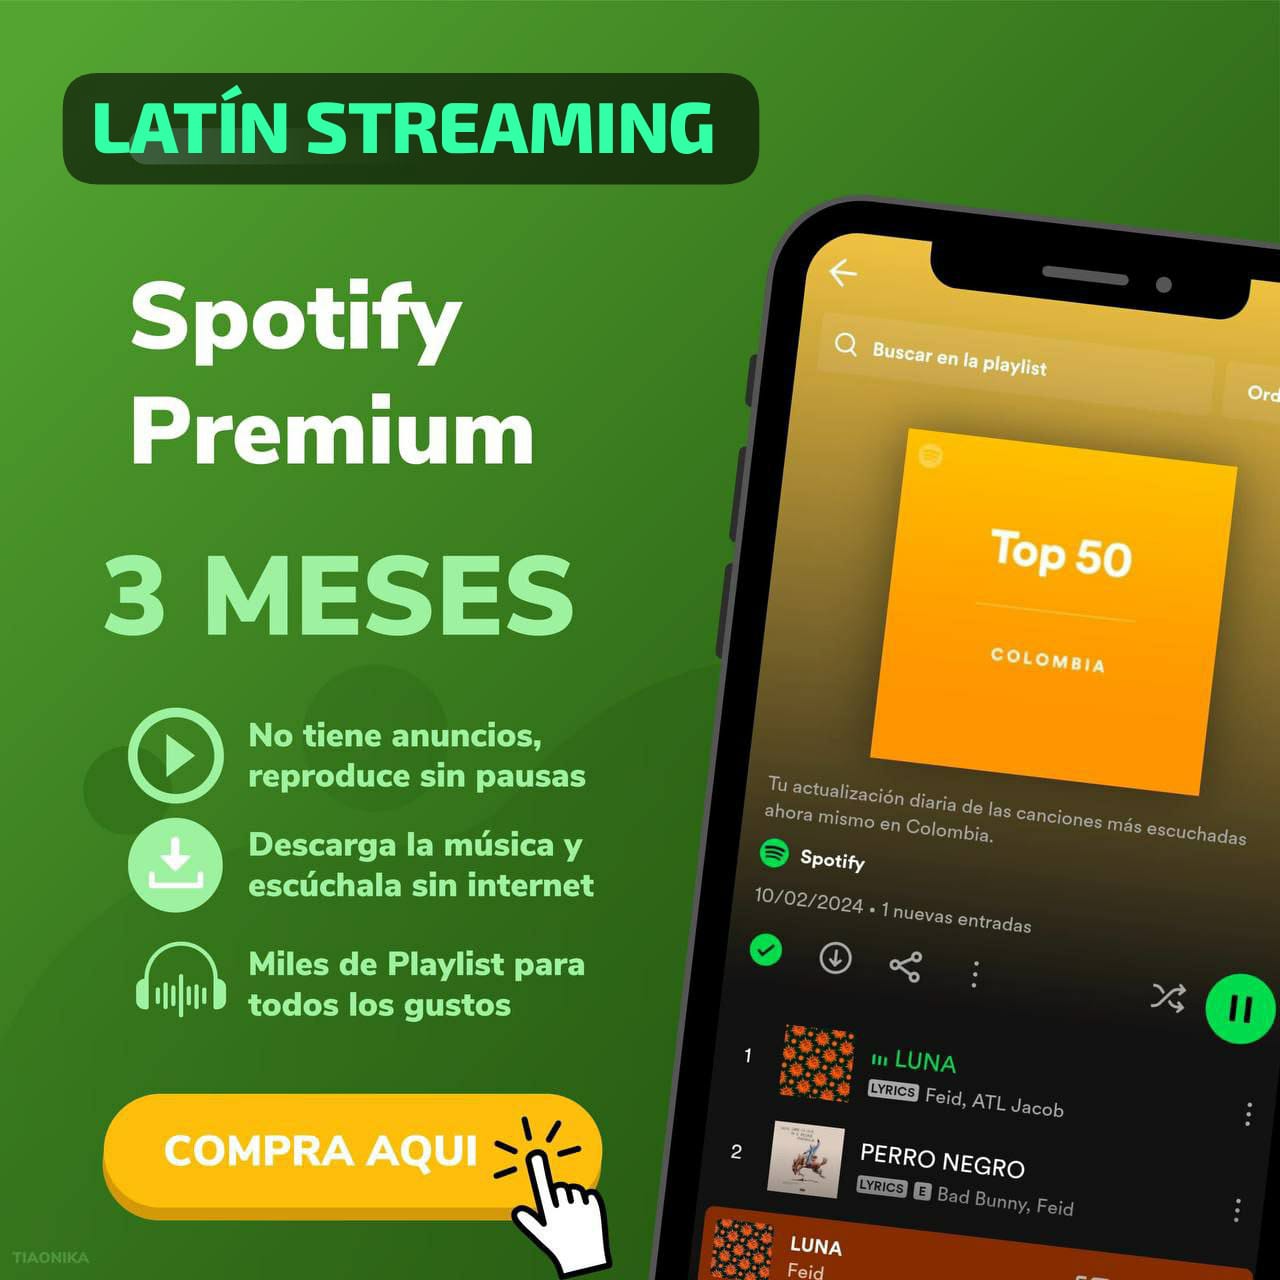 LATÍN STREAMING
Spotify
Premium
3 MESES
No tiene anuncios,
reproduce sin pausas
Descarga la música y
escúchala sin internet
Miles de Playlist para
todos los gustos
COMPRA AQUI
TIAONIKA
Buscar en la playlist
Ord
Top 50
COLOMBIA
Tu actualización diaria de las canciones más escuchadas
ahora mismo en Colombia.
Spotify
10/02/2024 • 1 nuevas entradas
1
LUNA
LYRICS Feid, ATL Jacob
2
PERRO NEGRO
LYRICS E Bad Bunny, Feid
LUNA
Feid